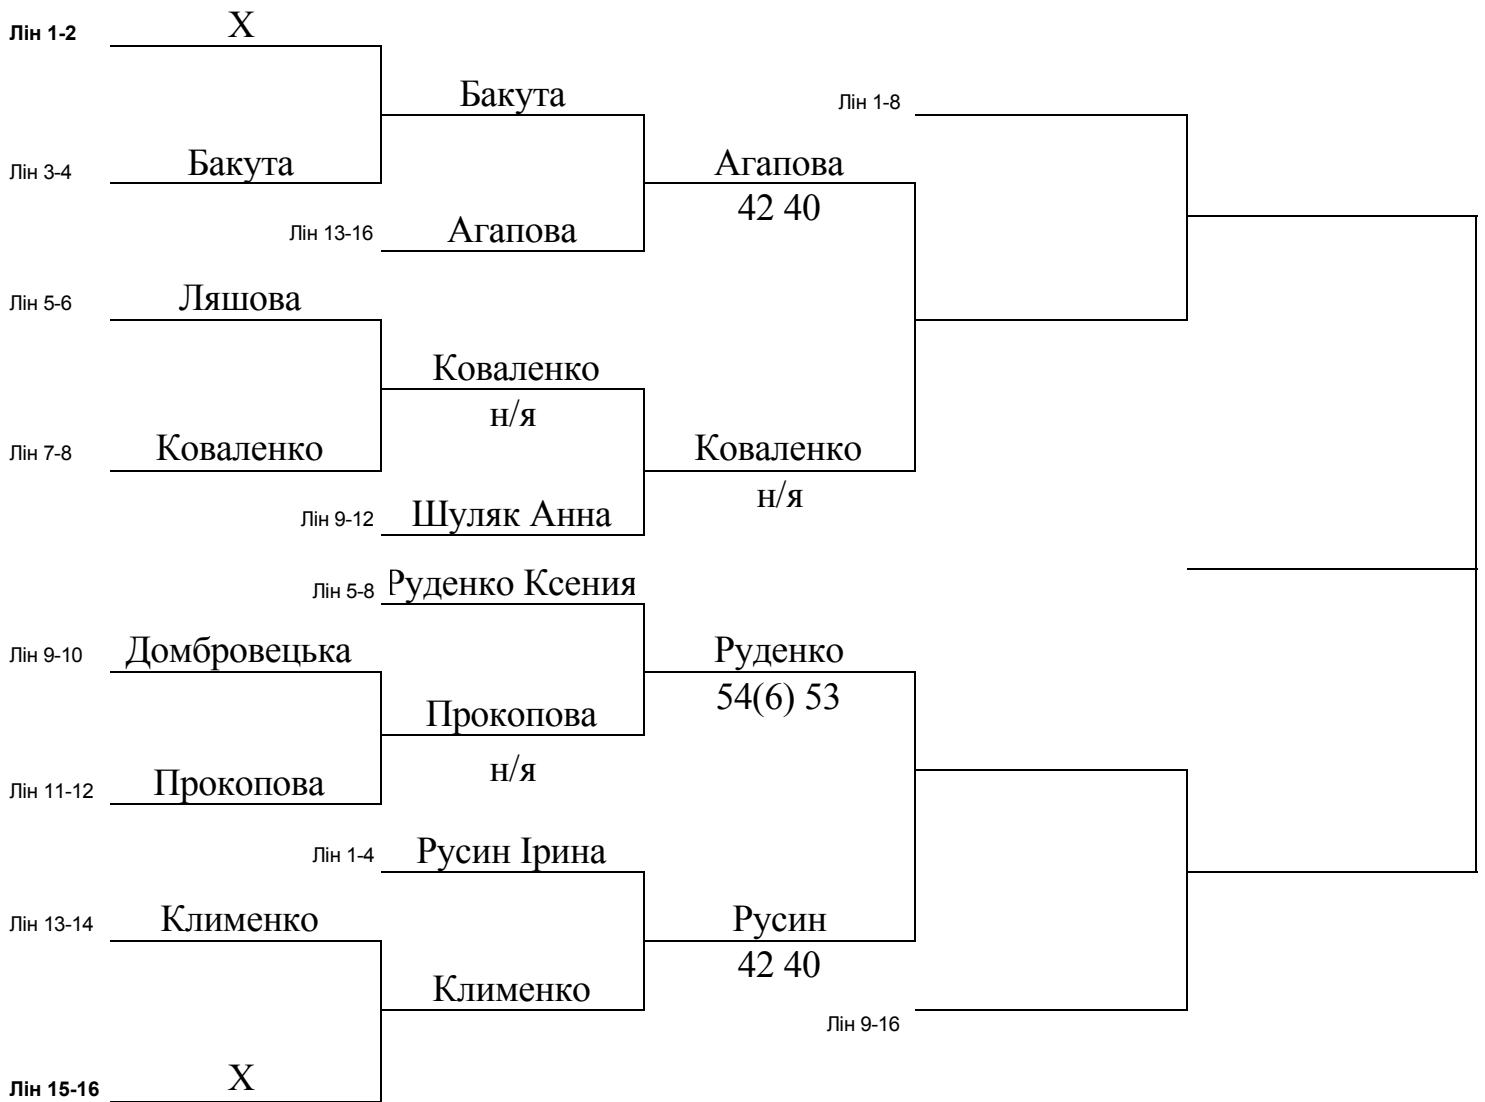 Лін 1-2 X
Бакута
Лін 1-8
Лін 3-4 Бакута
Агапова
42 40
Лін 13-16 Агапова
Лін 5-6 Ляшова
Коваленко
н/я
Лін 7-8 Коваленко
Коваленко
н/я
Лін 9-12 Шуляк Анна
Лін 5-8 Руденко Ксения
Лін 9-10 Домбровецька
Руденко
54(6) 53
Прокопова
н/я
Лін 11-12 Прокопова
Лін 1-4 Русин Ірина
Лін 13-14 Клименко
Русин
42 40
Клименко
Лін 9-16
Лін 15-16 X